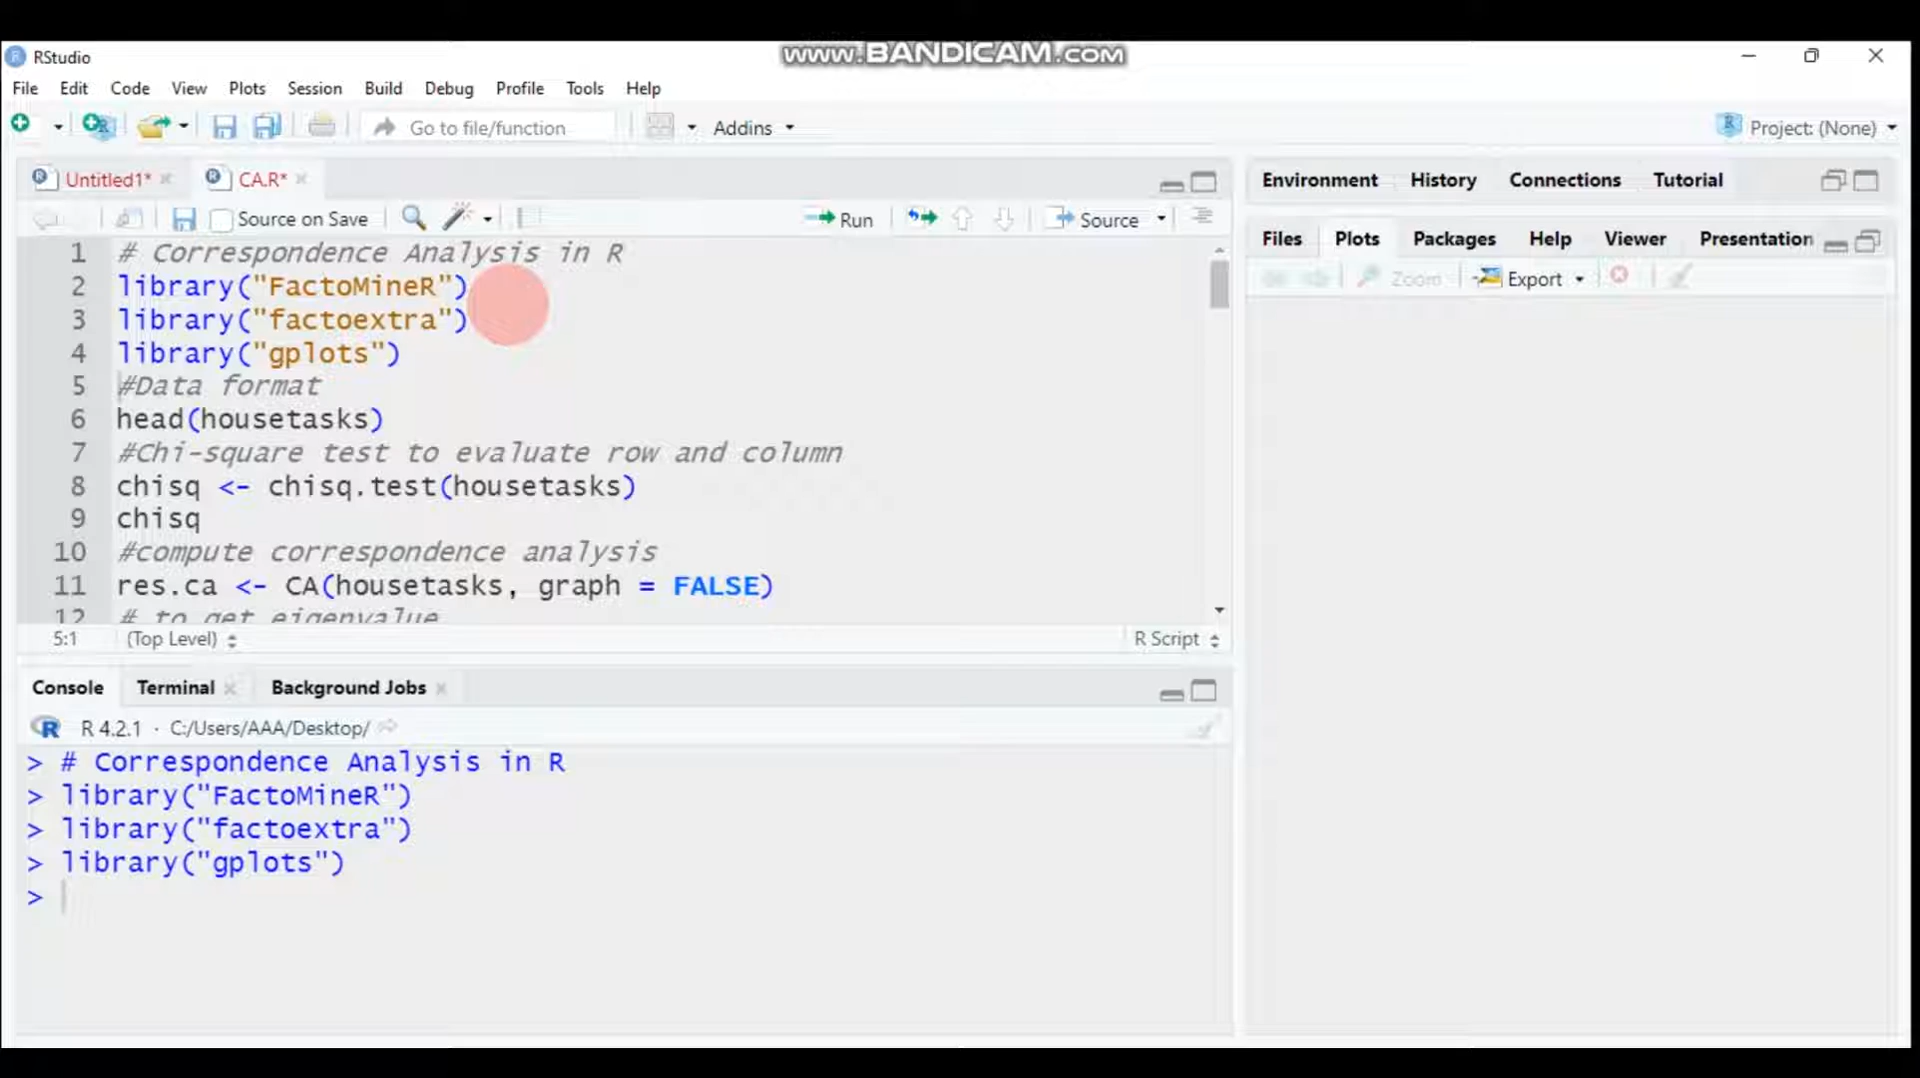 www.BANDICAM.com
RStudio
File Edit Code View Plots Session Build Debug Profile Tools Help
Go to file/function Addins Project: (None)
Untitled1* CA.R*
Source on Save Run Source
1 # Correspondence Analysis in R
2 library("FactoMineR")
3 library("factoextra")
4 library("gplots")
5 #Data format
6 head(housetasks)
7 #Chi-square test to evaluate row and column
8 chisq <- chisq.test(housetasks)
9 chisq
10 #compute correspondence analysis
11 res.ca <- CA(housetasks, graph = FALSE)
12 # to get eigenvalue
5:1 (Top Level) R Script
Console Terminal Background Jobs
R 4.2.1 · C:/Users/AAA/Desktop/
> # Correspondence Analysis in R
> library("FactoMineR")
> library("factoextra")
> library("gplots")
>
Environment History Connections Tutorial
Files Plots Packages Help Viewer Presentation
Zoom Export